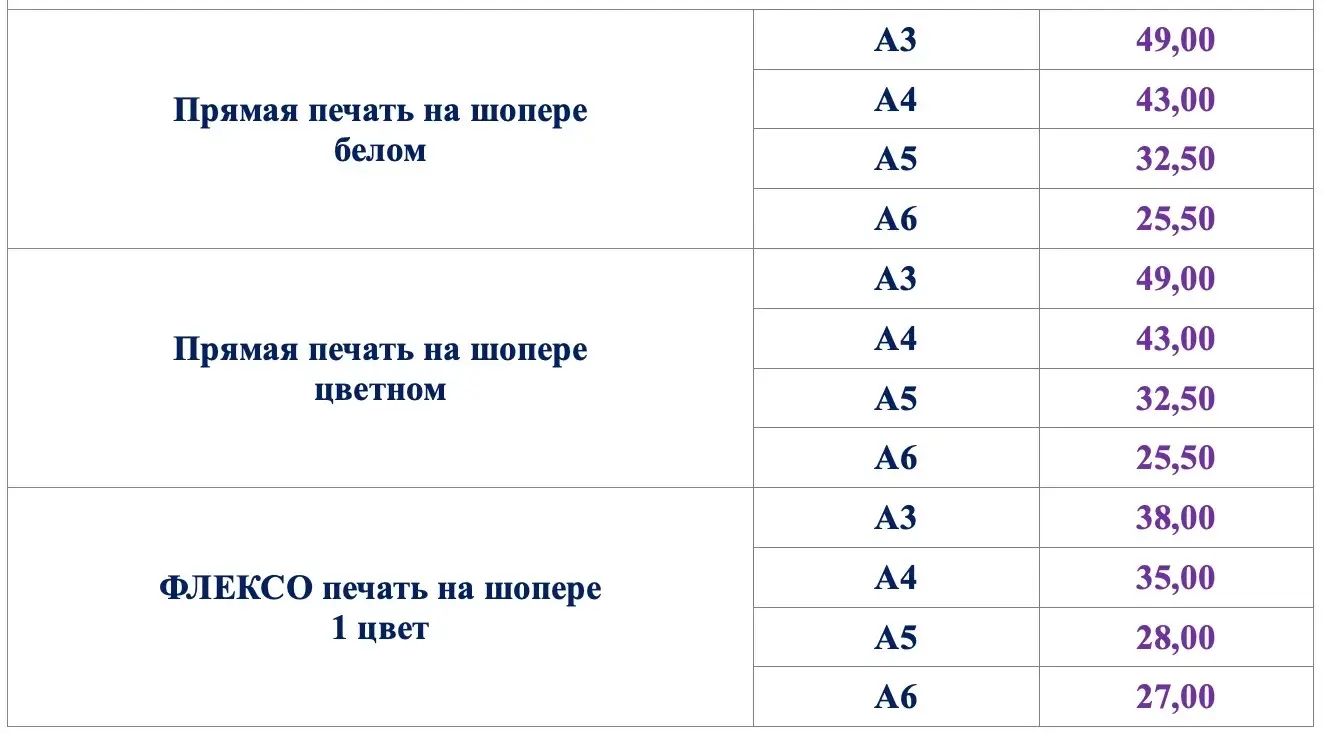 Прямая печать на шопере
белом
А3 49,00
А4 43,00
А5 32,50
А6 25,50
Прямая печать на шопере
цветном
А3 49,00
А4 43,00
А5 32,50
А6 25,50
ФЛЕКСО печать на шопере
1 цвет
А3 38,00
А4 35,00
А5 28,00
А6 27,00